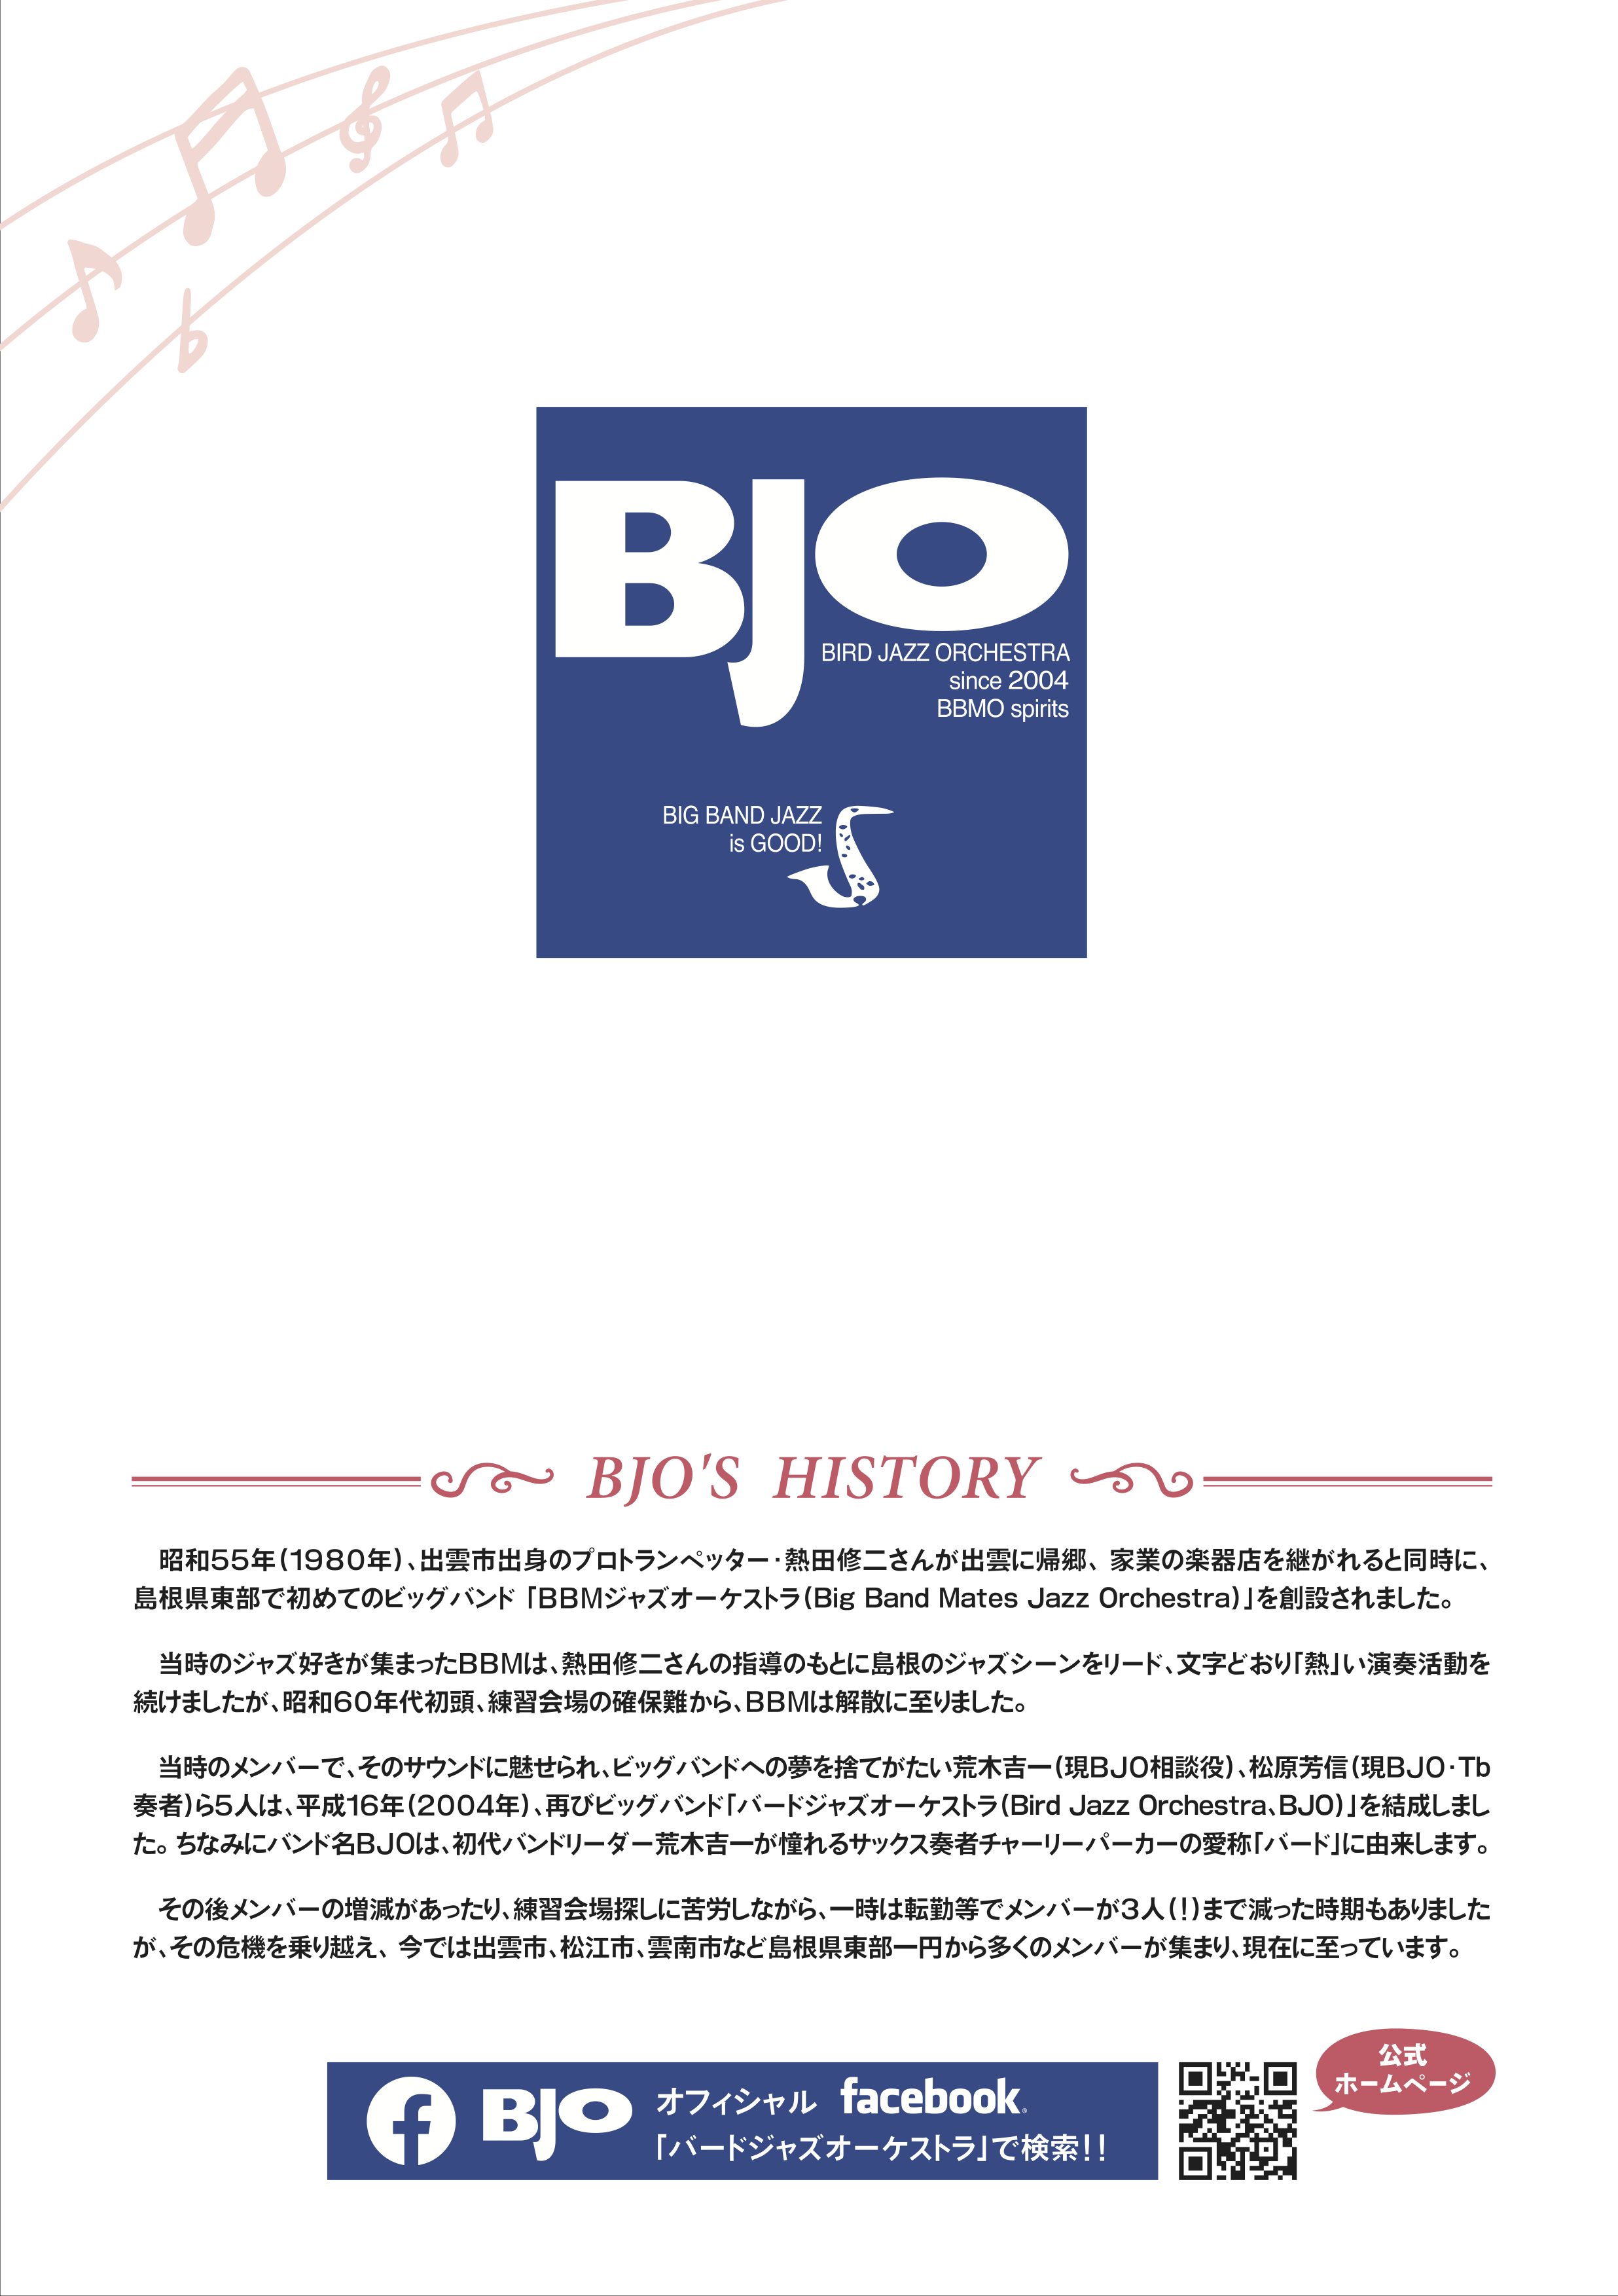 BJO
BIRD JAZZ ORCHESTRA
since 2004
BBMO spirits
BIG BAND JAZZ
is GOOD!
BJO'S HISTORY
昭和55年(1980年)、出雲市出身のプロトランペッター・熱田修二さんが出雲に帰郷、家業の楽器店を継がれると同時に、
島根県東部で初めてのビッグバンド「BBMジャズオーケストラ(Big Band Mates Jazz Orchestra)」を創設されました。
当時のジャズ好きが集まったBBMは、熱田修二さんの指導のもとに島根のジャズシーンをリード、文字どおり「熱」い演奏活動を
続けましたが、昭和60年代初頭、練習会場の確保難から、BBMは解散に至りました。
当時のメンバーで、そのサウンドに魅せられ、ビッグバンドへの夢を捨てがたい荒木吉一(現BJO相談役)、松原芳信(現BJO・Tb
奏者)ら5人は、平成16年(2004年)、再びビッグバンド「バードジャズオーケストラ(Bird Jazz Orchestra、BJO)」を結成しまし
た。ちなみにバンド名BJOは、初代バンドリーダー荒木吉一が憧れるサックス奏者チャーリーパーカーの愛称「バード」に由来します。
その後メンバーの増減があったり、練習会場探しに苦労しながら、一時は転勤等でメンバーが3人(!)まで減った時期もありました
が、その危機を乗り越え、今では出雲市、松江市、雲南市など島根県東部一円から多くのメンバーが集まり、現在に至っています。
BJO オフィシャル facebook®
「バードジャズオーケストラ」で検索!!
公式
ホームページ